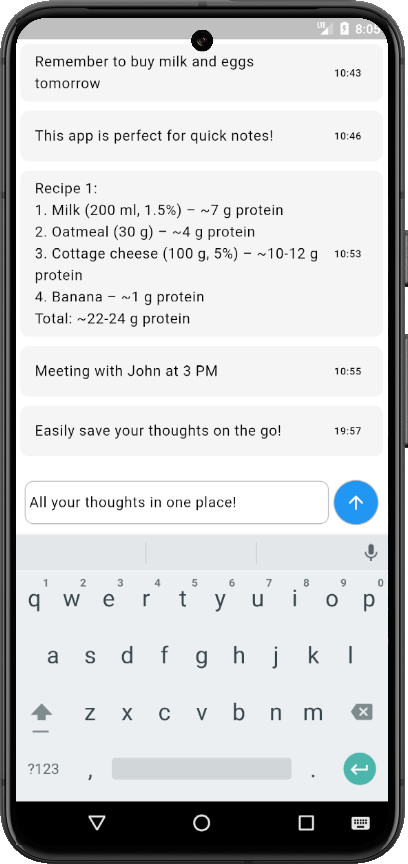 LTE 8:05
Remember to buy milk and eggs
tomorrow
10:43
This app is perfect for quick notes!
10:46
Recipe 1:
1. Milk (200 ml, 1.5%) – ~7 g protein
2. Oatmeal (30 g) – ~4 g protein
3. Cottage cheese (100 g, 5%) – ~10-12 g
protein
4. Banana – ~1 g protein
Total: ~22-24 g protein
10:53
Meeting with John at 3 PM
10:55
Easily save your thoughts on the go!
19:57
All your thoughts in one place!
1 2 3 4 5 6 7 8 9 0
q w e r t y u i o p
a s d f g h j k l
z x c v b n m
?123 , .